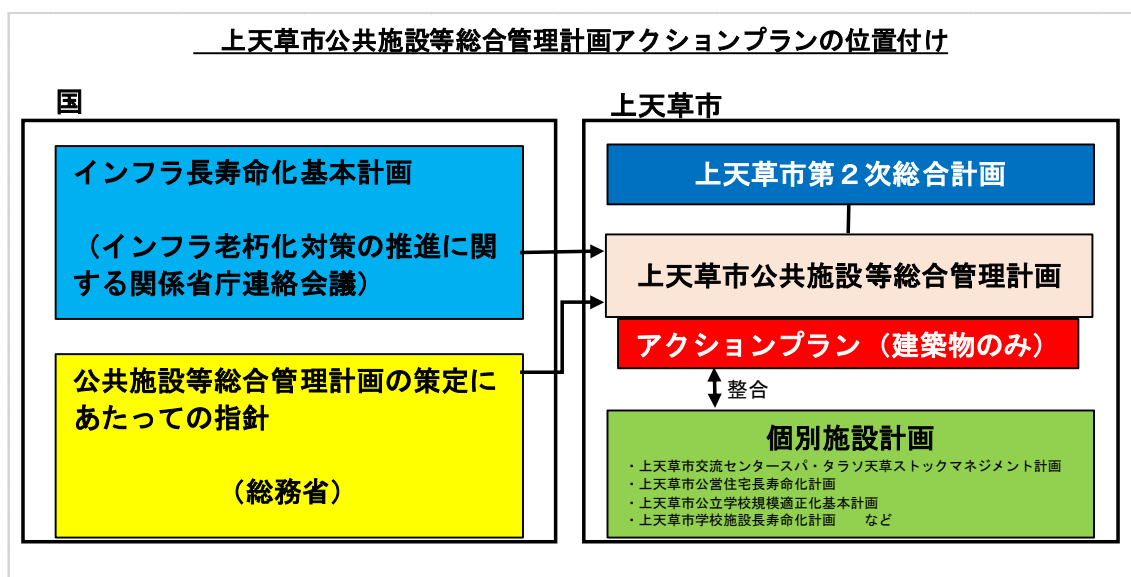 上天草市公共施設等総合管理計画アクションプランの位置付け
国
インフラ長寿命化基本計画
（インフラ老朽化対策の推進に関
する関係省庁連絡会議）
公共施設等総合管理計画の策定に
あたっての指針
（総務省）
上天草市
上天草市第２次総合計画
上天草市公共施設等総合管理計画
アクションプラン（建築物のみ）
整合
個別施設計画
・上天草市交流センタースパ・タラソ天草ストックマネジメント計画
・上天草市公営住宅長寿命化計画
・上天草市公立学校規模適正化基本計画
・上天草市学校施設長寿命化計画　　など